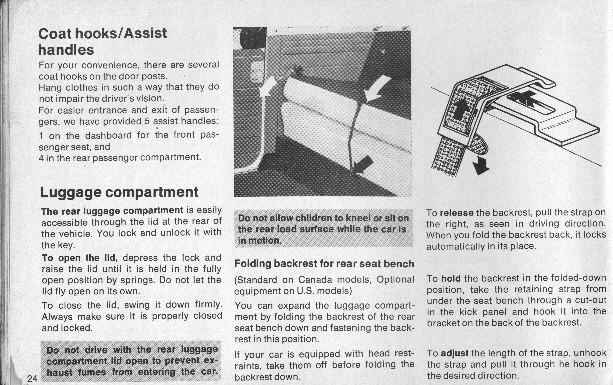 Coat hooks/Assist
handles
For your convenience, there are several
coat hooks on the door posts.
Hang clothes in such a way that they do
not impair the driver's vision.
For easier entrance and exit of passen-
gers, we have provided 5 assist handles:
1 on the dashboard for the front pas-
senger seat, and
4 in the rear passenger compartment.
Luggage compartment
The rear luggage compartment is easily
accessible through the lid at the rear of
the vehicle. You lock and unlock it with
the key.
To open the lid, depress the lock and
raise the lid until it is held in the fully
open position by springs. Do not let the
lid fly open on its own.
To close the lid, swing it down firmly.
Always make sure it is properly closed
and locked.
Do not drive with the rear luggage
compartment lid open to prevent ex-
haust fumes from entering the car.
24
Do not allow children to kneel or sit on
the rear load surface while the car is
in motion.
Folding backrest for rear seat bench
(Standard on Canada models, Optional
equipment on U.S. models)
You can expand the luggage compart-
ment by folding the backrest of the rear
seat bench down and fastening the back-
rest in this position.
If your car is equipped with head rest-
raints, take them off before folding the
backrest down.
To release the backrest, pull the strap on
the right, as seen in driving direction.
When you fold the backrest back, it locks
automatically in its place.
To hold the backrest in the folded-down
position, take the retaining strap from
under the seat bench through a cut-out
in the kick panel and hook it into the
bracket on the back of the backrest.
To adjust the length of the strap, unhook
the strap and pull it through he hook in
the desired direction.